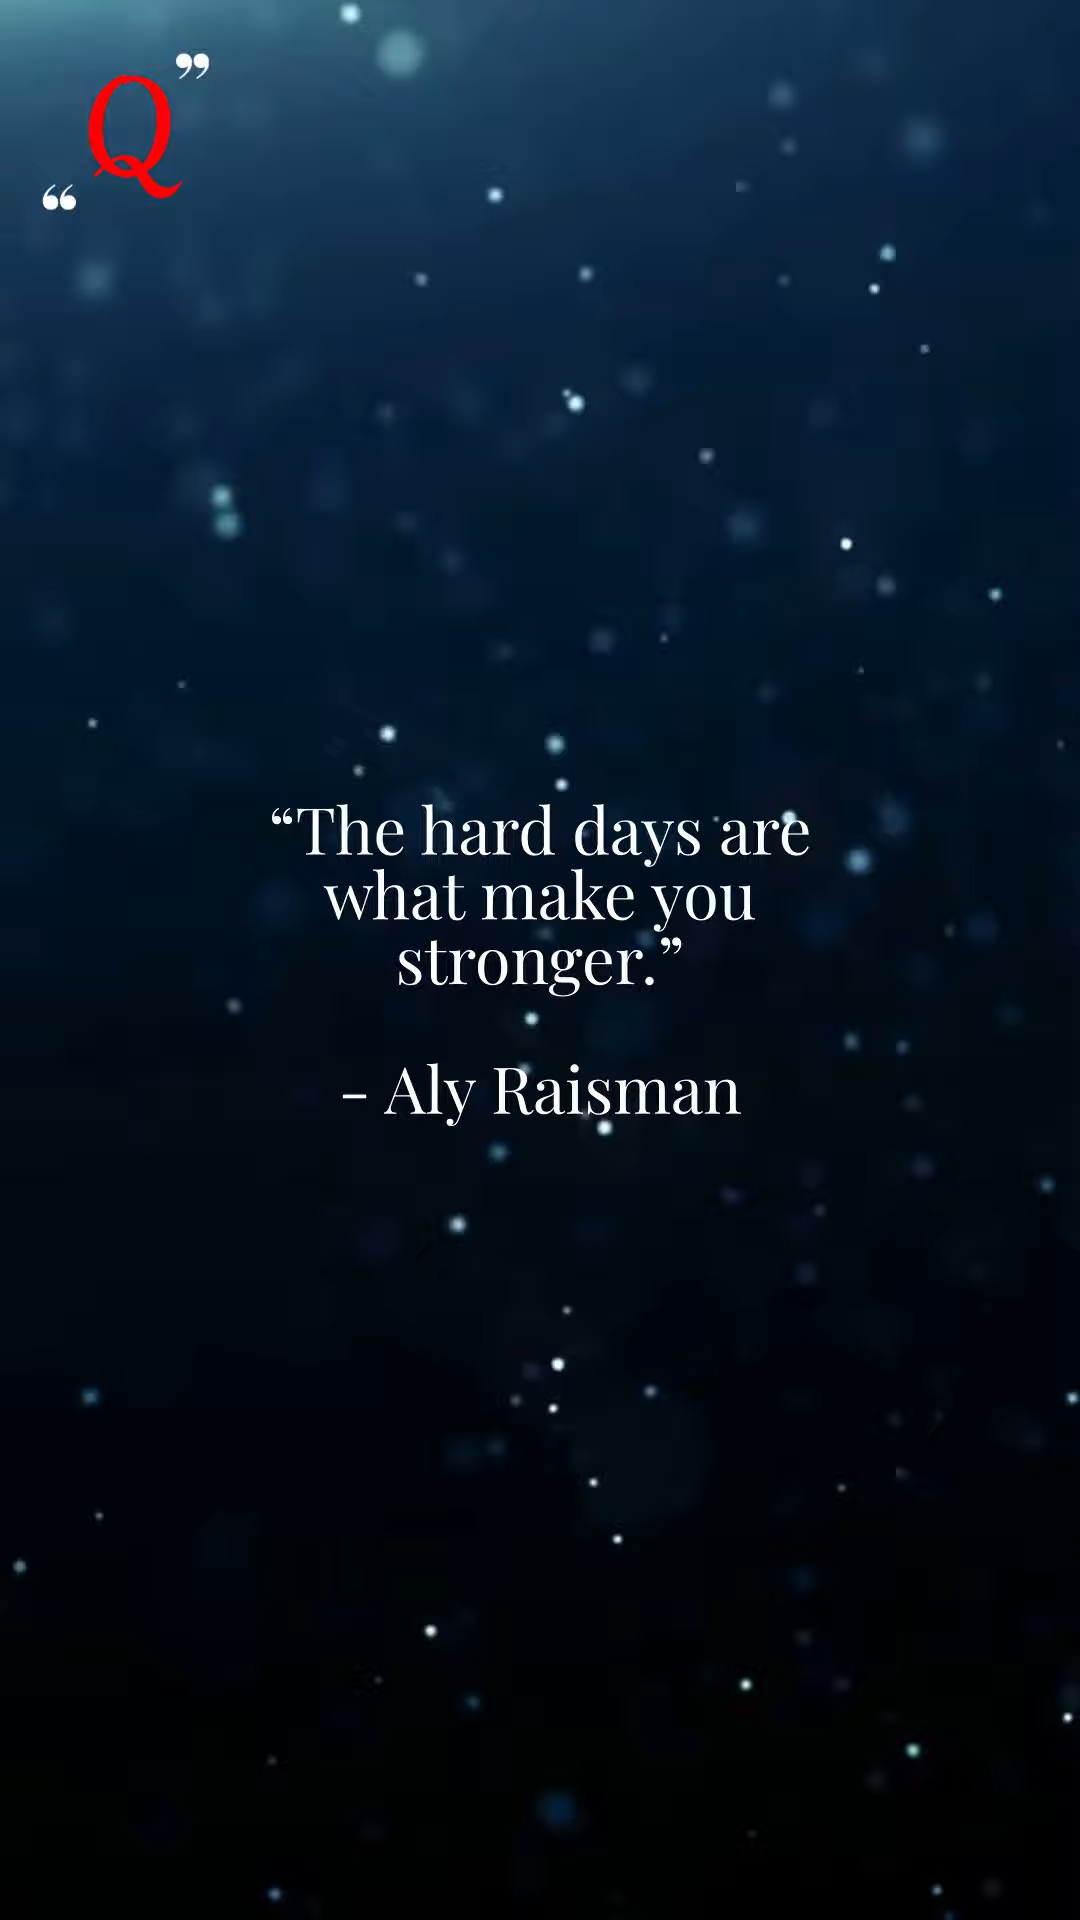 ”
Q
“
“The hard days are
what make you
stronger.”
- Aly Raisman